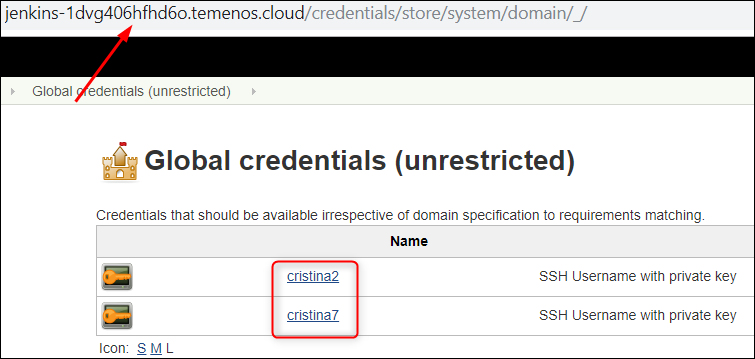 jenkins-1dvg406hfhd6o.temenos.cloud/credentials/store/system/domain/_/
Global credentials (unrestricted)
Global credentials (unrestricted)
Credentials that should be available irrespective of domain specification to requirements matching.
Name
cristina2 SSH Username with private key
cristina7 SSH Username with private key
Icon: S M L